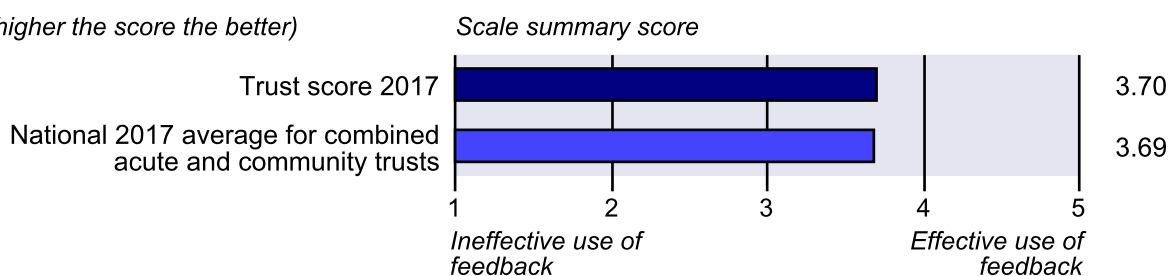 higher the score the better)
Scale summary score
Trust score 2017
3.70
National 2017 average for combined
acute and community trusts
3.69
1 2 3 4 5
Ineffective use of
feedback
Effective use of
feedback